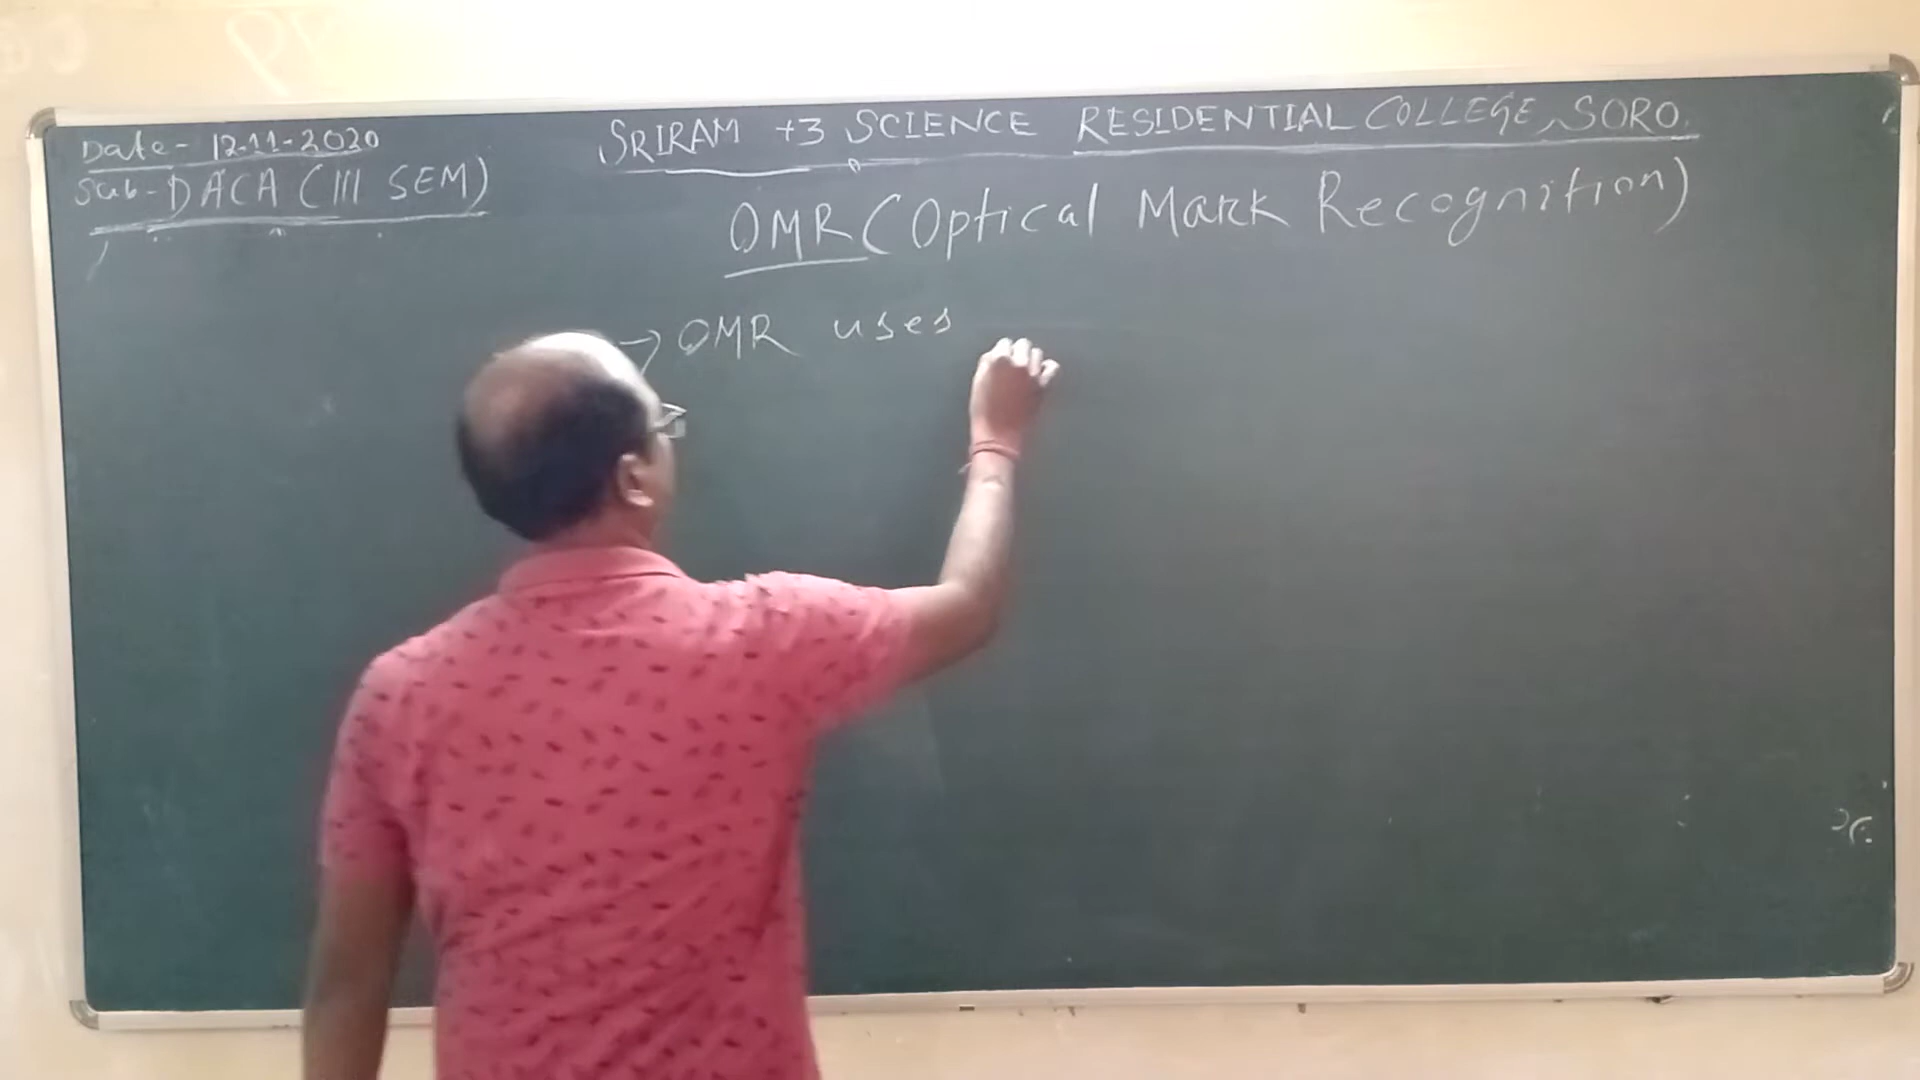 Date- 12-11-2020
SRIRAM +3 SCIENCE RESIDENTIAL COLLEGE, SORO.
Sub- DACA (III SEM)
OMR (Optical Mark Recognition)
→ OMR uses